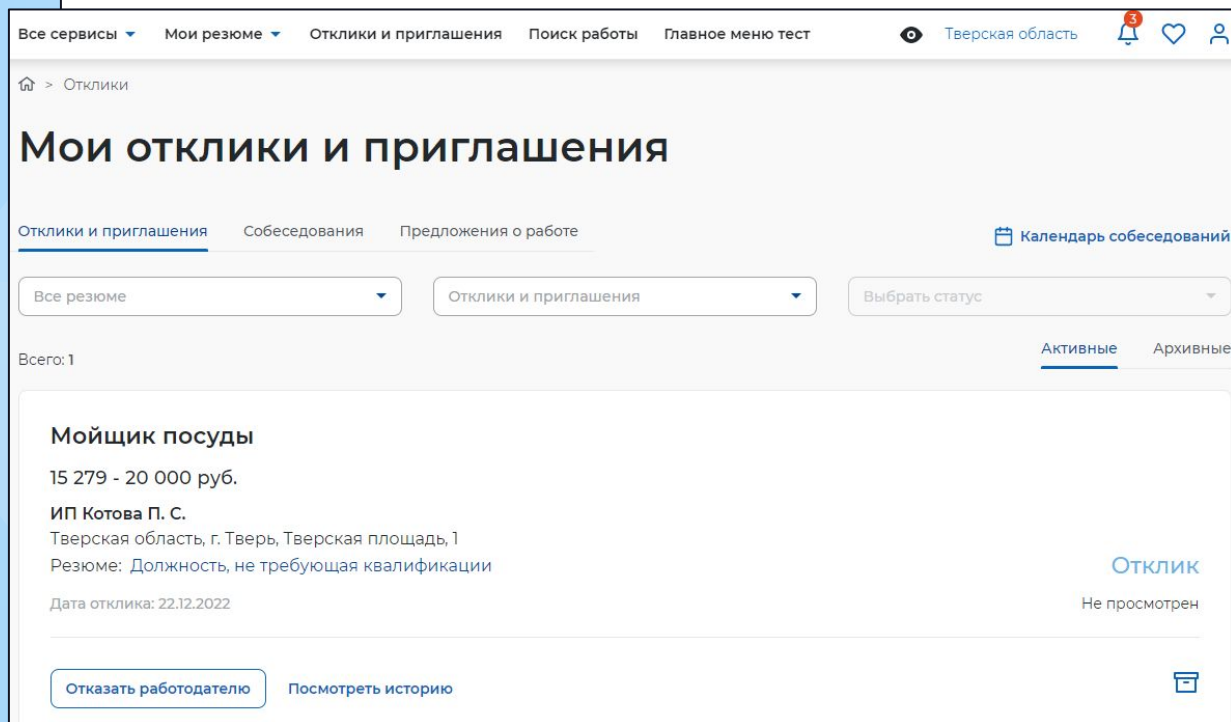 Все сервисы Мои резюме Отклики и приглашения Поиск работы Главное меню тест Тверская область 3
> Отклики
Мои отклики и приглашения
Отклики и приглашения Собеседования Предложения о работе Календарь собеседований
Все резюме Отклики и приглашения Выбрать статус
Всего: 1 Активные Архивные
Мойщик посуды
15 279 - 20 000 руб.
ИП Котова П. С.
Тверская область, г. Тверь, Тверская площадь, 1
Резюме: Должность, не требующая квалификации
Отклик
Дата отклика: 22.12.2022 Не просмотрен
Отказать работодателю Посмотреть историю